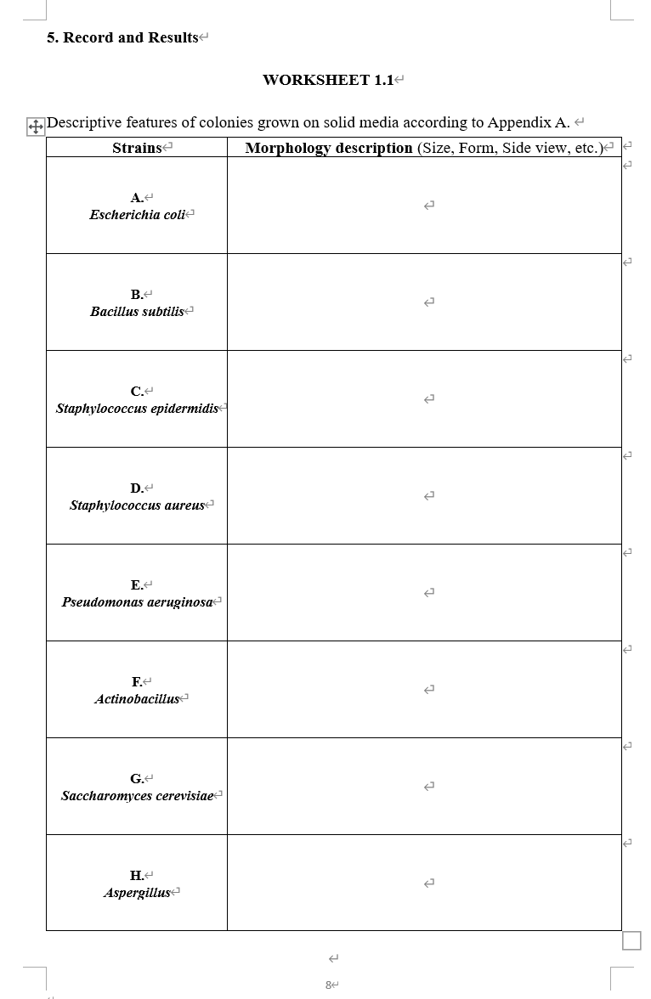 5. Record and Results
WORKSHEET 1.1
Descriptive features of colonies grown on solid media according to Appendix A.
Strains
Morphology description (Size, Form, Side view, etc.)
A.
Escherichia coli
B.
Bacillus subtilis
C.
Staphylococcus epidermidis
D.
Staphylococcus aureus
E.
Pseudomonas aeruginosa
F.
Actinobacillus
G.
Saccharomyces cerevisiae
H.
Aspergillus
8